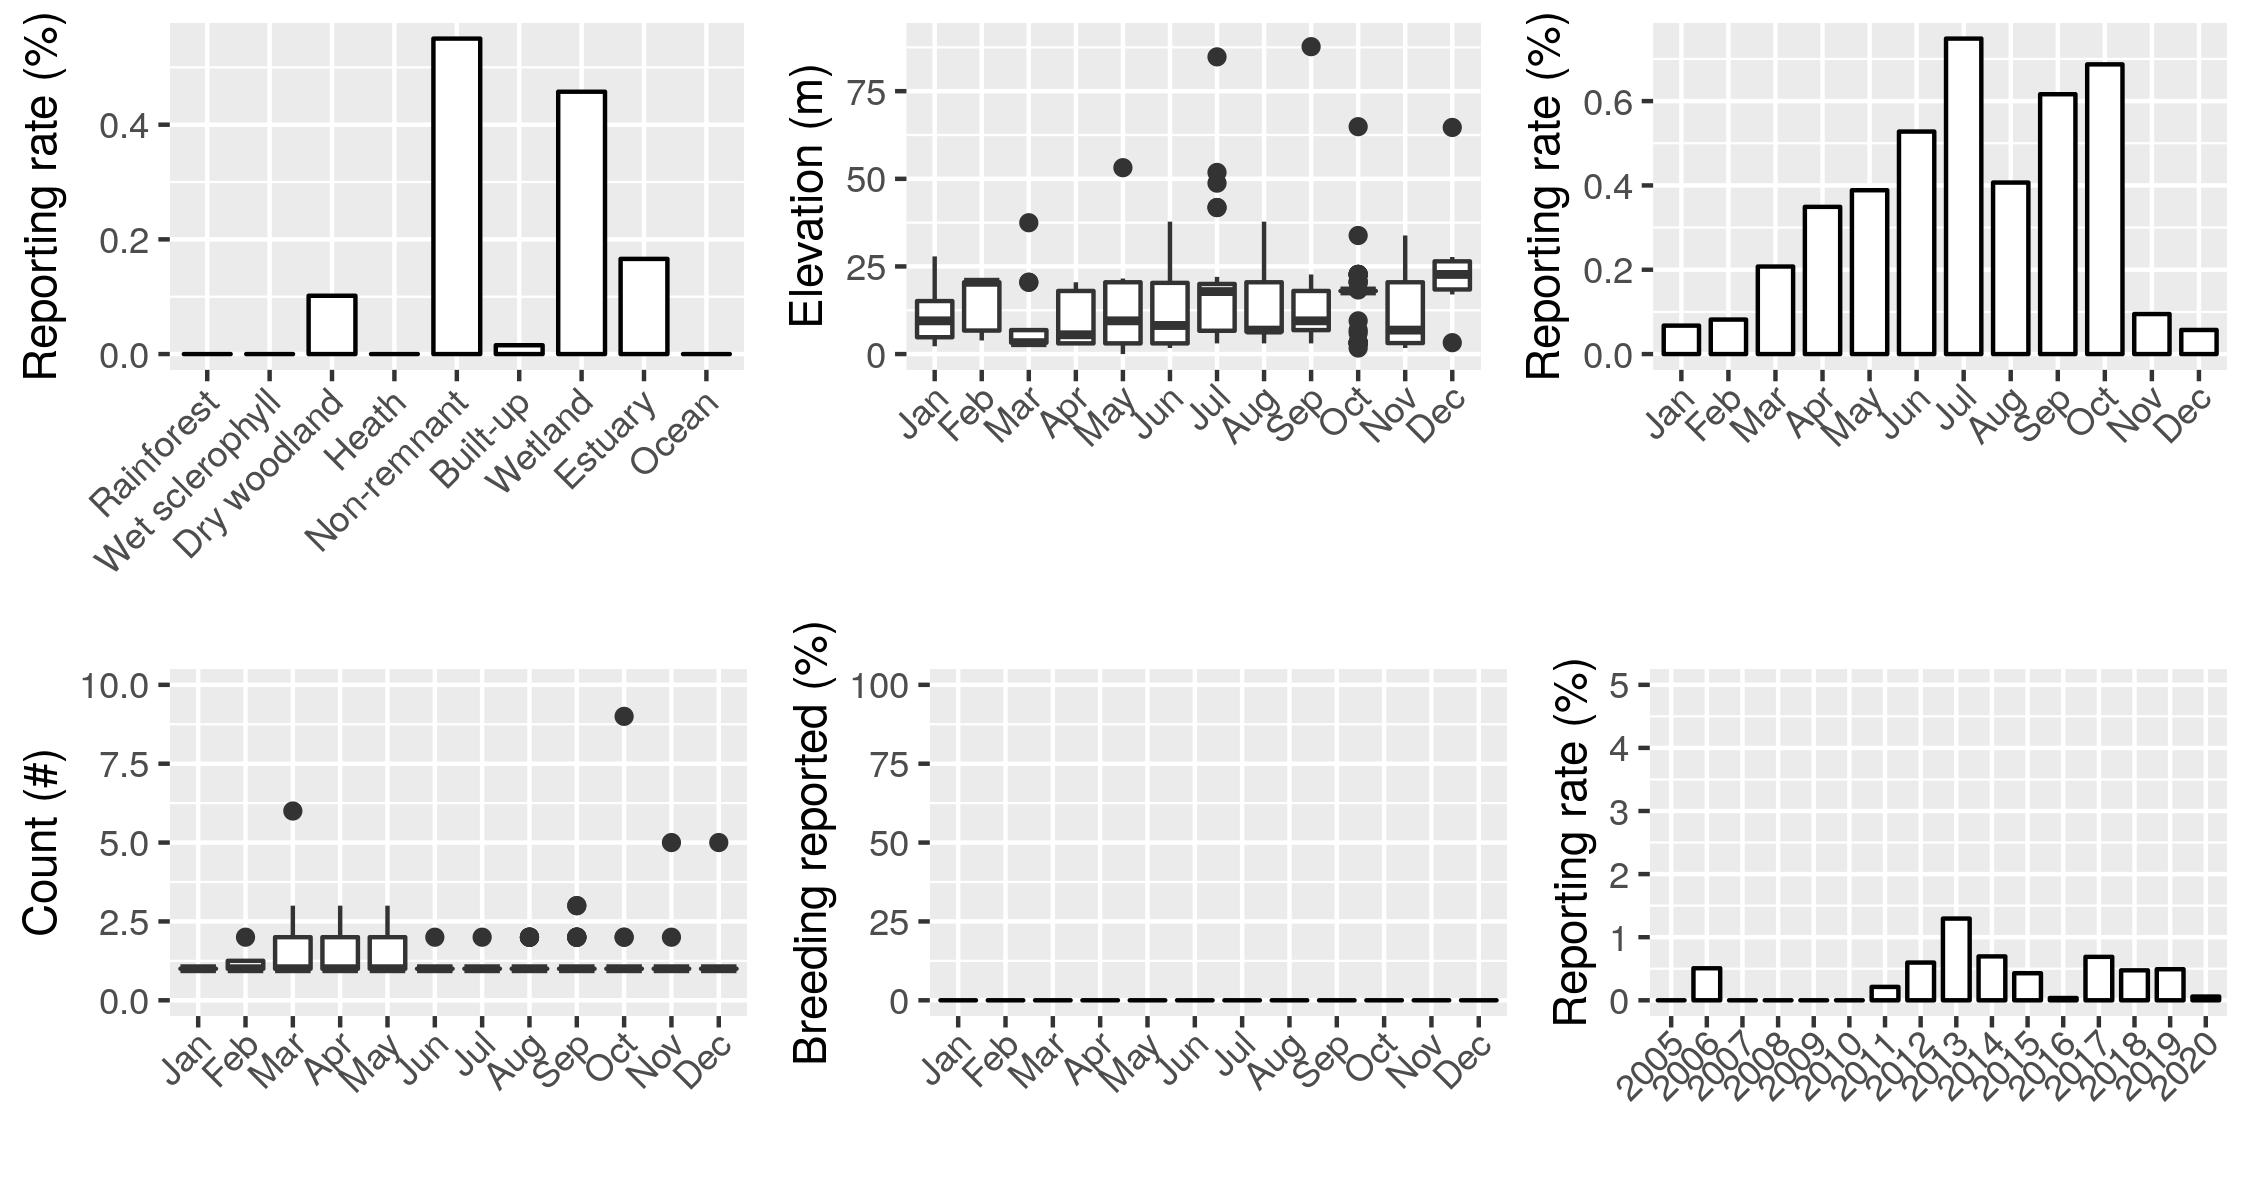 Reporting rate (%)
0.4
0.2
0.0
Rainforest
Wet sclerophyll
Dry woodland
Heath
Non-remnant
Built-up
Wetland
Estuary
Ocean
Elevation (m)
75
50
25
0
Jan
Feb
Mar
Apr
May
Jun
Jul
Aug
Sep
Oct
Nov
Dec
Reporting rate (%)
0.6
0.4
0.2
0.0
Jan
Feb
Mar
Apr
May
Jun
Jul
Aug
Sep
Oct
Nov
Dec
Count (#)
10.0
7.5
5.0
2.5
0.0
Jan
Feb
Mar
Apr
May
Jun
Jul
Aug
Sep
Oct
Nov
Dec
Breeding reported (%)
100
75
50
25
0
Jan
Feb
Mar
Apr
May
Jun
Jul
Aug
Sep
Oct
Nov
Dec
Reporting rate (%)
5
4
3
2
1
0
2005
2006
2007
2008
2009
2010
2011
2012
2013
2014
2015
2016
2017
2018
2019
2020